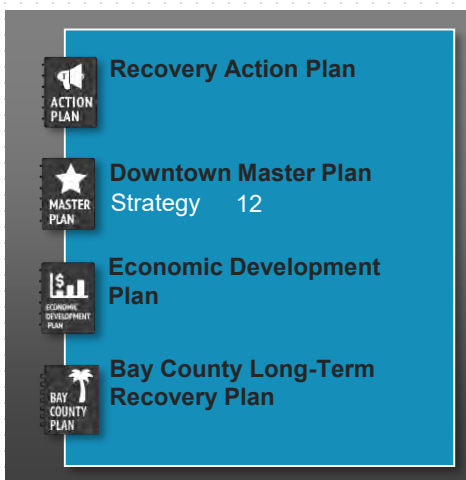 ACTION
PLAN
Recovery Action Plan
MASTER
PLAN
Downtown Master Plan
Strategy 12
$
ECONOMIC
DEVELOPMENT
PLAN
Economic Development
Plan
BAY
COUNTY
PLAN
Bay County Long-Term
Recovery Plan